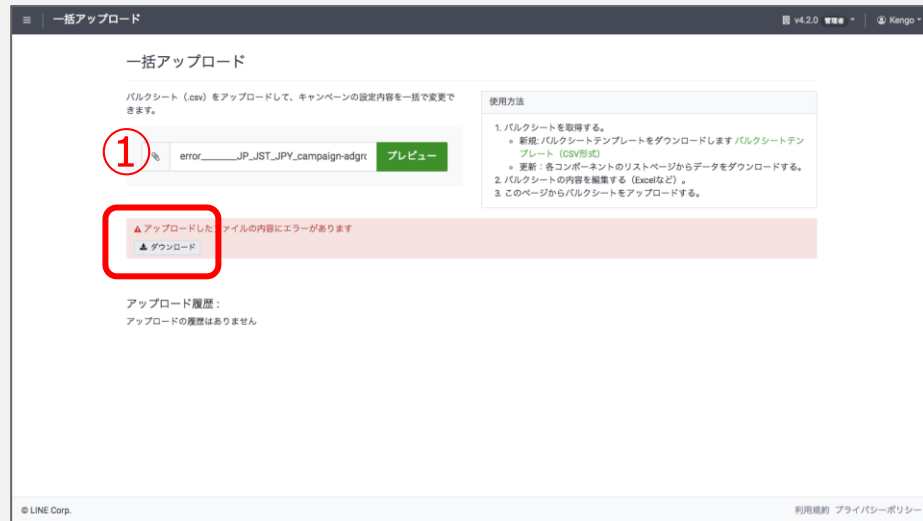 一括アップロード
v4.2.0 管理者
Kengo
一括アップロード
バルクシート（.csv）をアップロードして、キャンペーンの設定内容を一括で変更で
きます。
①
error________JP_JST_JPY_campaign-adgrc
プレビュー
使用方法
1. バルクシートを取得する。
新規: バルクシートテンプレートをダウンロードします バルクシートテン
プレート（CSV形式）
更新：各コンポーネントのリストページからデータをダウンロードする。
2. バルクシートの内容を編集する（Excelなど）。
3. このページからバルクシートをアップロードする。
アップロードしたファイルの内容にエラーがあります
ダウンロード
アップロード履歴 :
アップロードの履歴はありません
© LINE Corp.
利用規約 プライバシーポリシー